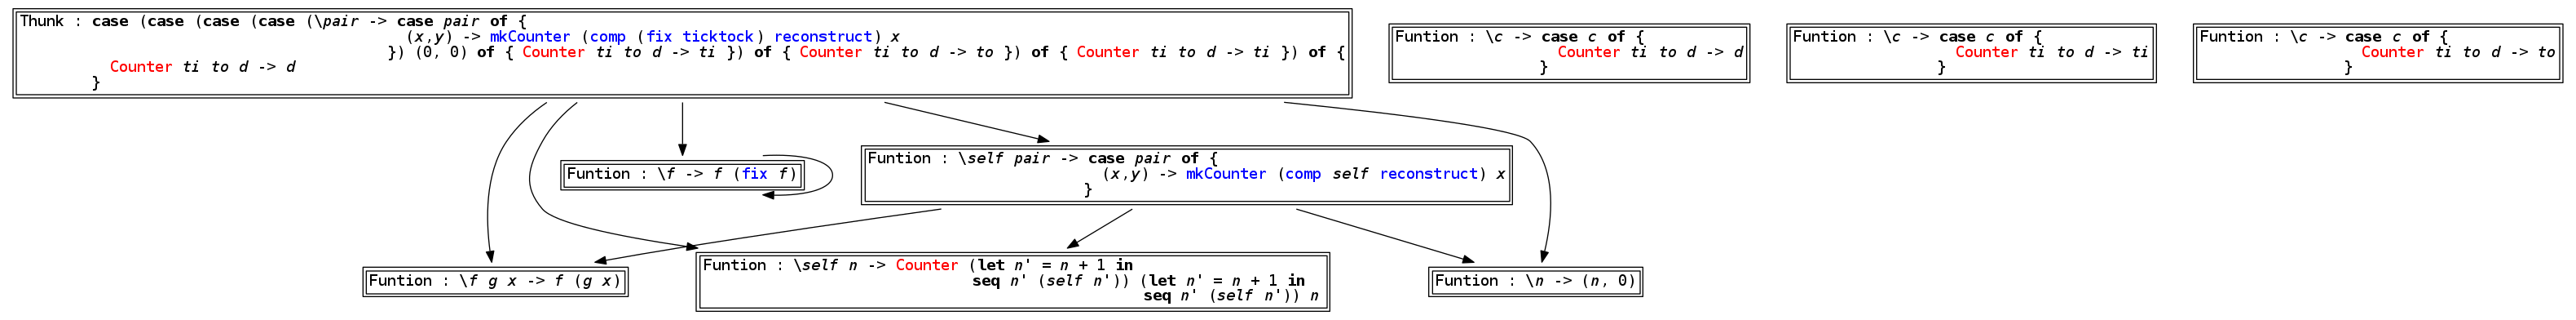 Thunk : case (case (case (case (\pair -> case pair of {
(x,y) -> mkCounter (comp (fix ticktock) reconstruct) x
}) (0, 0) of { Counter ti to d -> ti }) of { Counter ti to d -> to }) of { Counter ti to d -> ti }) of {
Counter ti to d -> d
}
Funtion : \c -> case c of {
Counter ti to d -> d
}
Funtion : \c -> case c of {
Counter ti to d -> ti
}
Funtion : \c -> case c of {
Counter ti to d -> to
}
Funtion : \f -> f (fix f)
Funtion : \self pair -> case pair of {
(x,y) -> mkCounter (comp self reconstruct) x
}
Funtion : \f g x -> f (g x)
Funtion : \self n -> Counter (let n' = n + 1 in
seq n' (self n')) (let n' = n + 1 in
seq n' (self n')) n
Funtion : \n -> (n, 0)